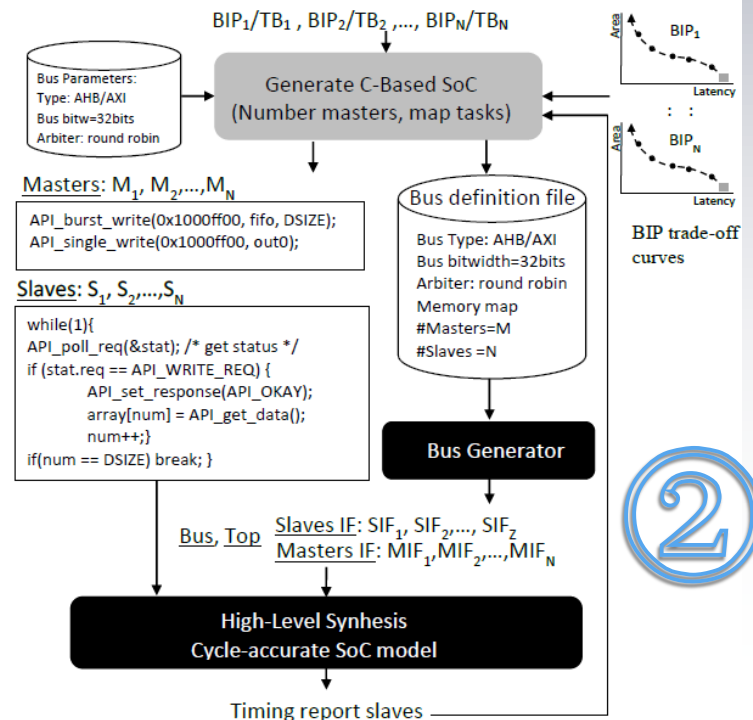 BIP1/TB1 , BIP2/TB2 ,..., BIPN/TBN
Bus Parameters:
Type: AHB/AXI
Bus bitw=32bits
Arbiter: round robin
Generate C-Based SoC
(Number masters, map tasks)
Area
BIP1
Latency
: :
Area
BIPN
Latency
BIP trade-off
curves
Masters: M1, M2,...,MN
API_burst_write(0x1000ff00, fifo, DSIZE);
API_single_write(0x1000ff00, out0);
Bus definition file
Bus Type: AHB/AXI
Bus bitwidth=32bits
Arbiter: round robin
Memory map
#Masters=M
#Slaves =N
Slaves: S1, S2,...,SN
while(1){
API_poll_req(&stat); /* get status */
if (stat.req == API_WRITE_REQ) {
API_set_response(API_OKAY);
array[num] = API_get_data();
num++;}
if(num == DSIZE) break; }
Bus Generator
2
Bus, Top
Slaves IF: SIF1, SIF2,..., SIFZ
Masters IF: MIF1,MIF2,...,MIFN
High-Level Synhesis
Cycle-accurate SoC model
Timing report slaves